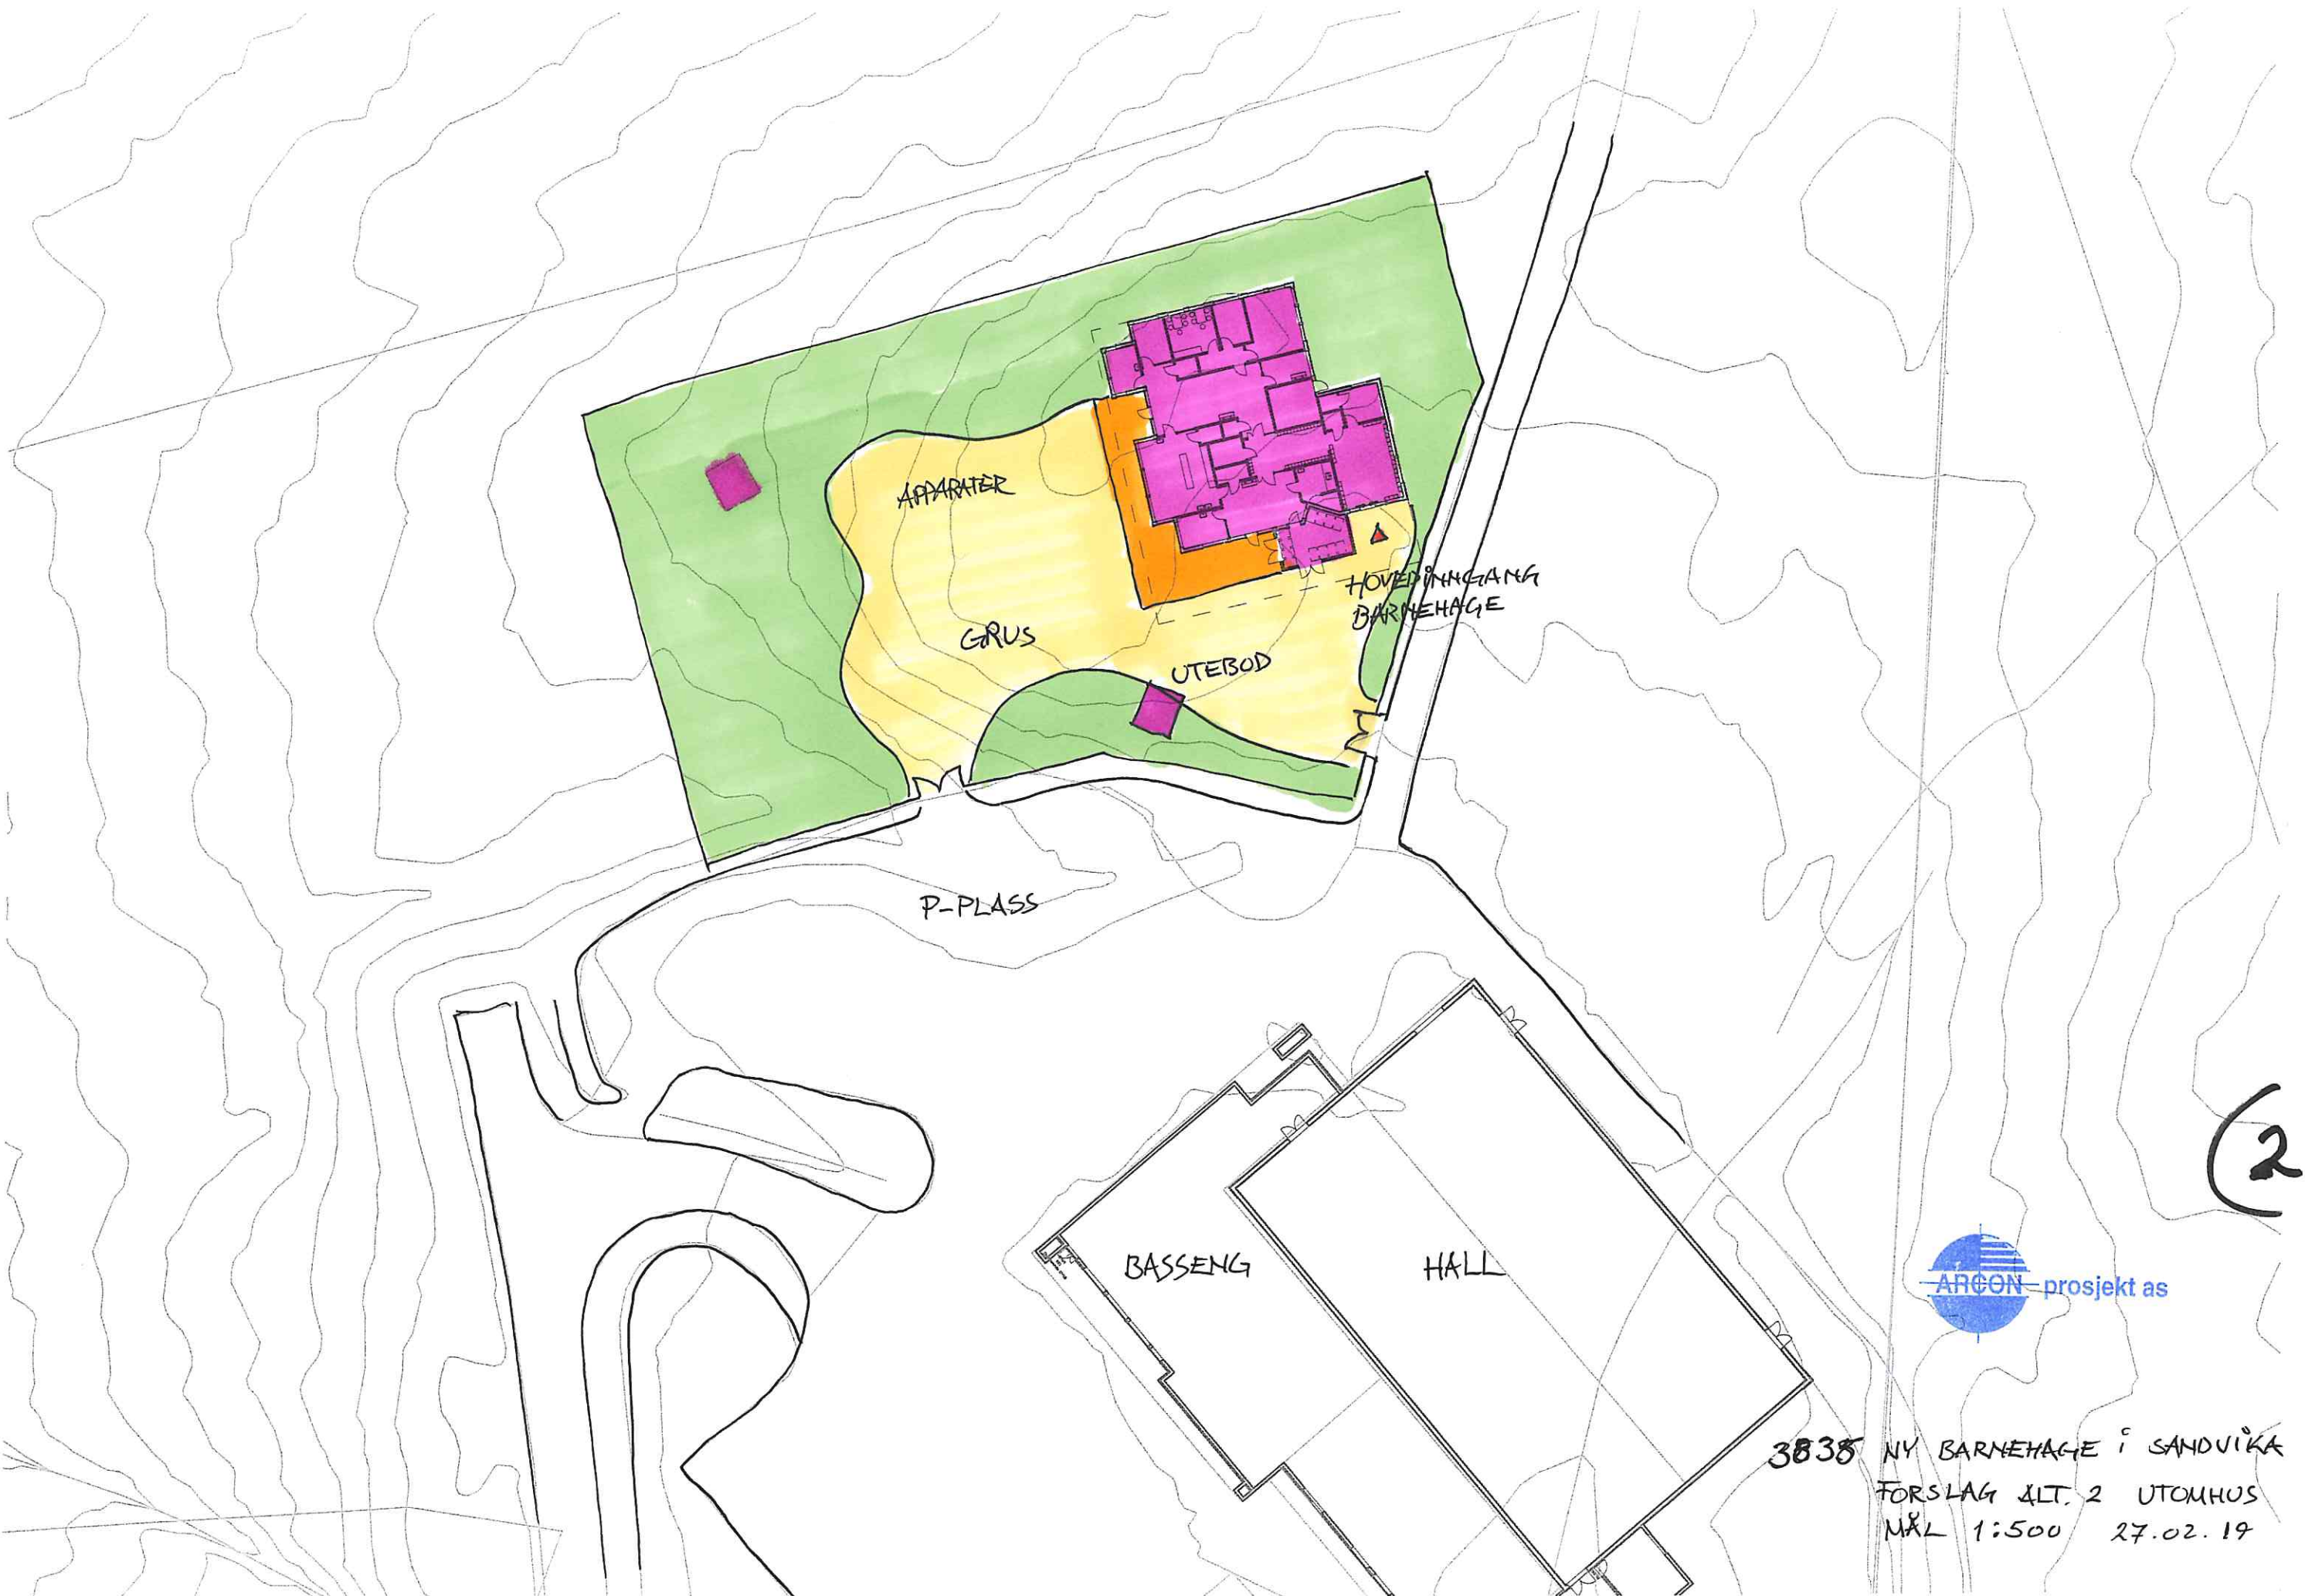 APPARATER
HOVEDINNGANG
BARNEHAGE
GRUS
UTEBOD
P-PLASS
2
BASSENG
HALL
ARCON prosjekt as
3835 NY BARNEHAGE i SANDVIKA
FORSLAG ALT. 2 UTOMHUS
MÅL 1:500 27.02.19